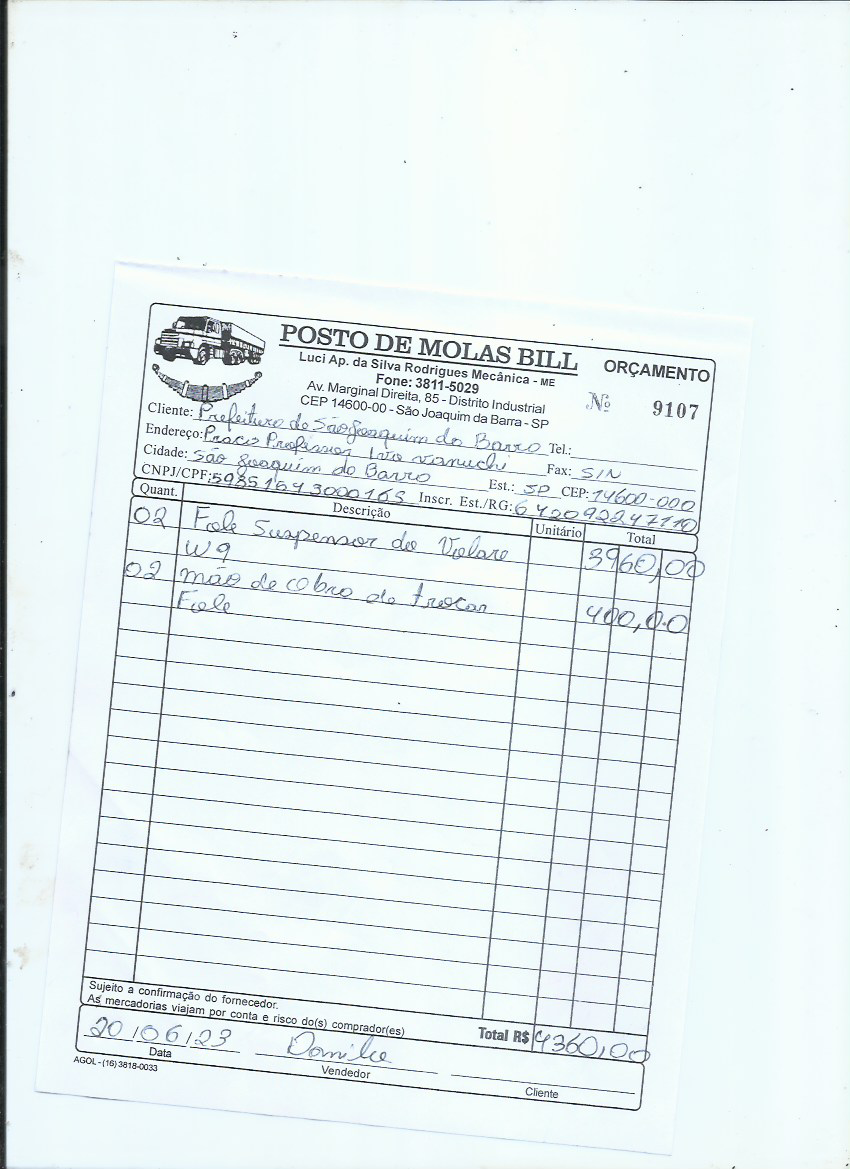 POSTO DE MOLAS BILL
Luci Ap. da Silva Rodrigues Mecânica - ME
Fone: 3811-5029
Av. Marginal Direita, 85 - Distrito Industrial
CEP 14600-00 - São Joaquim da Barra - SP
ORÇAMENTO
Nº 9107
Cliente: Prefeitura de São Joaquim da Barra Tel.:
Endereço: Praça Professor Ivo Vanuchi Fax: S/N
Cidade: São Joaquim da Barra Est.: SP CEP: 14600-000
CNPJ/CPF: Inscr. Est./RG: 642092247110
Quant. Descrição Unitário Total
02 Fole Suspensor do Volare 3960,00
W9
02 mão de obra de trocar
Fole 400,00
Sujeito a confirmação do fornecedor.
As mercadorias viajam por conta e risco do(s) comprador(es)
Total R$ 4360,00
20/06/23
Data Vendedor Cliente
AGOL - (16) 3818-0033